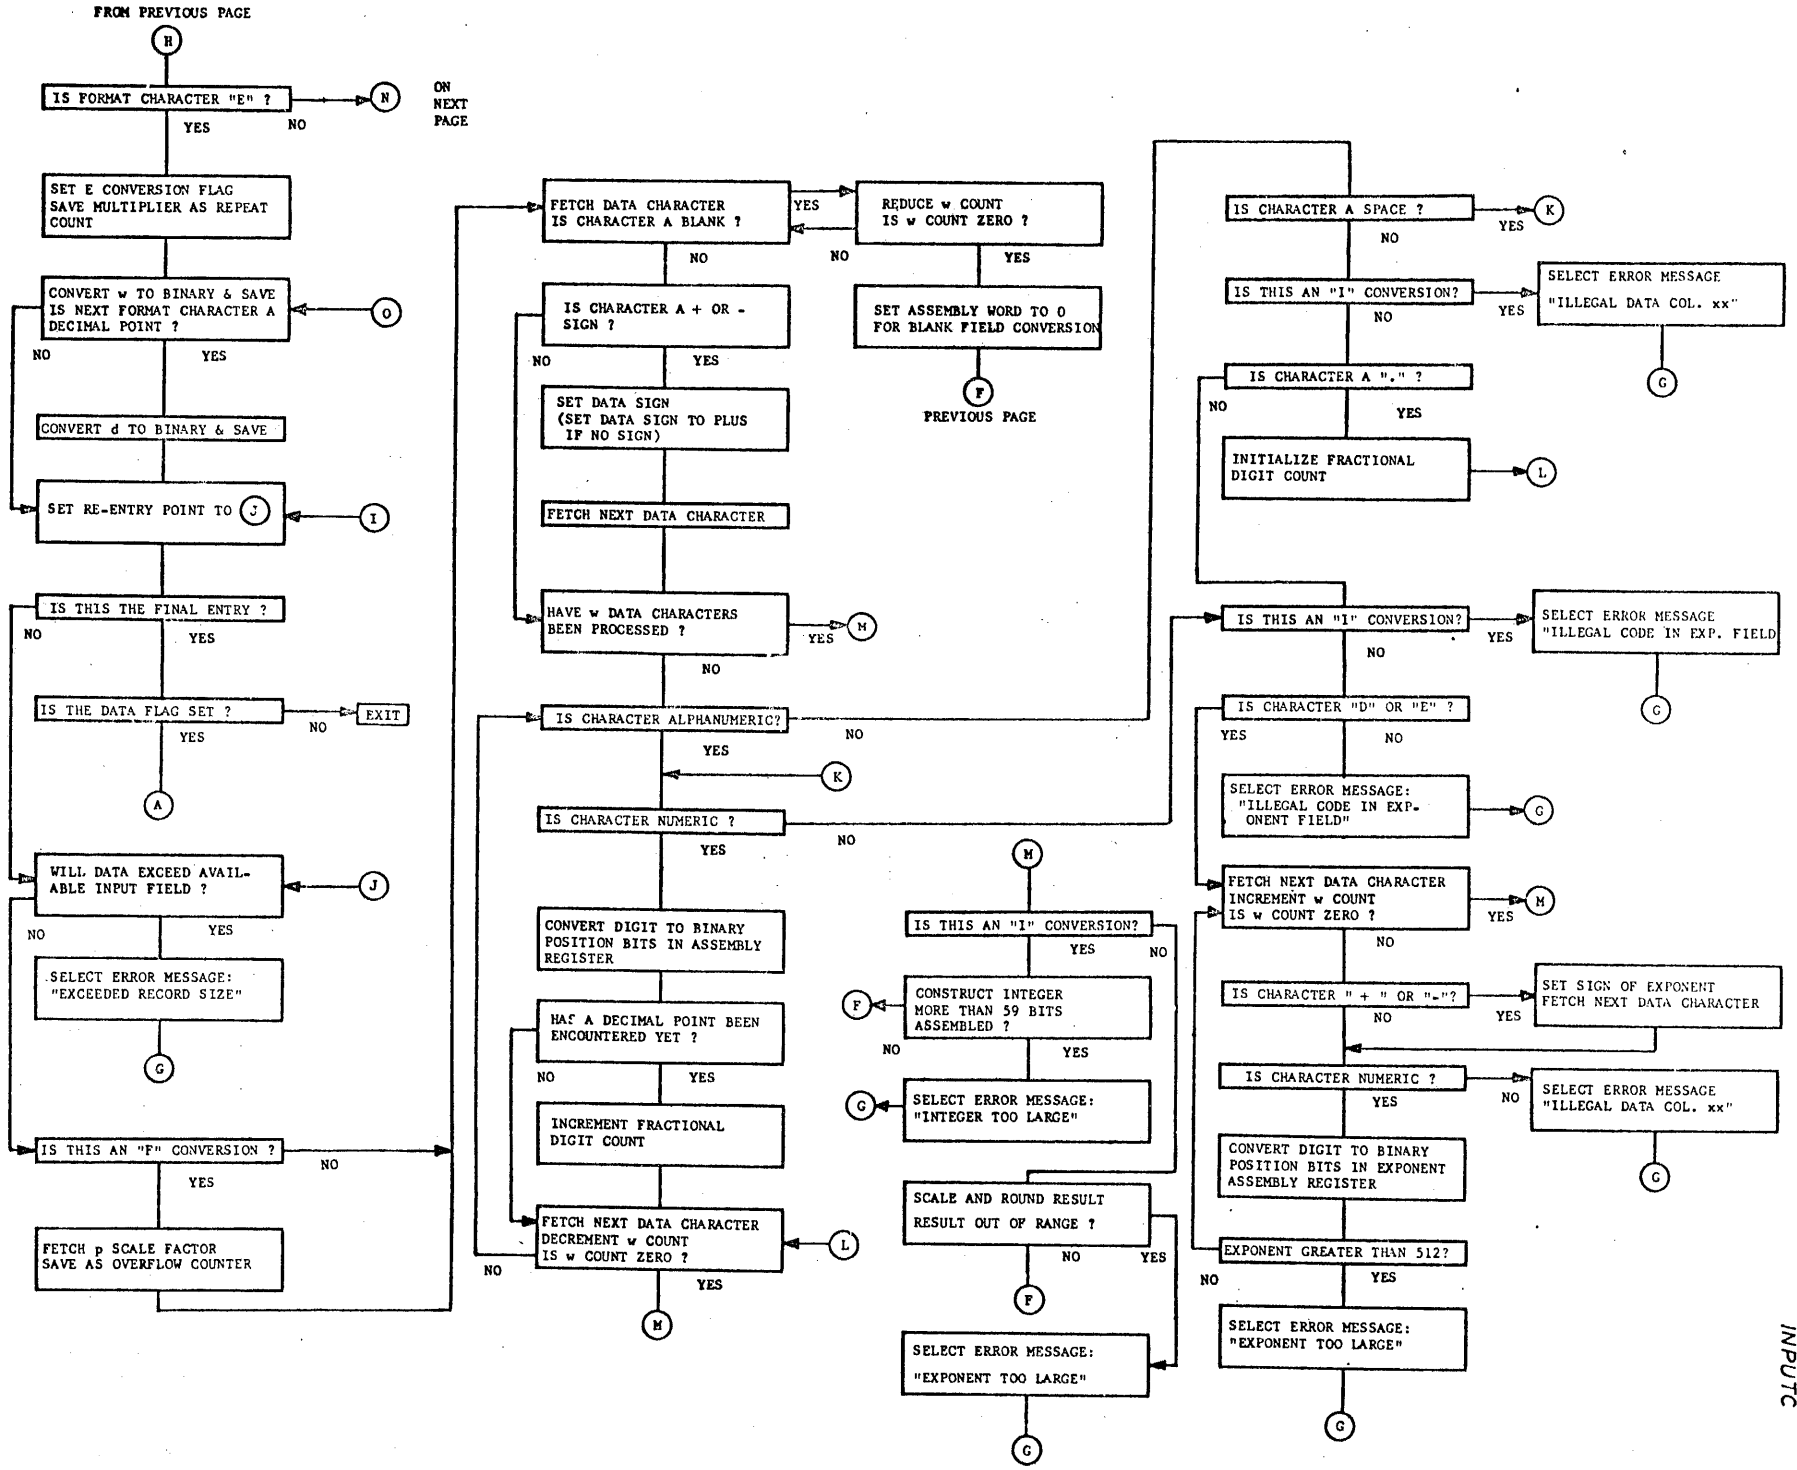 FROM PREVIOUS PAGE
H
IS FORMAT CHARACTER "E" ?
N
ON
NEXT
PAGE
YES
NO
SET E CONVERSION FLAG
SAVE MULTIPLIER AS REPEAT
COUNT
CONVERT w TO BINARY & SAVE
IS NEXT FORMAT CHARACTER A
DECIMAL POINT ?
O
NO
YES
CONVERT d TO BINARY & SAVE
SET RE-ENTRY POINT TO J
I
IS THIS THE FINAL ENTRY ?
NO
YES
IS THE DATA FLAG SET ?
EXIT
YES
NO
A
WILL DATA EXCEED AVAIL-
ABLE INPUT FIELD ?
J
NO
YES
SELECT ERROR MESSAGE:
"EXCEEDED RECORD SIZE"
G
IS THIS AN "F" CONVERSION ?
NO
YES
FETCH p SCALE FACTOR
SAVE AS OVERFLOW COUNTER
FETCH DATA CHARACTER
IS CHARACTER A BLANK ?
YES
NO
NO
REDUCE w COUNT
IS w COUNT ZERO ?
YES
SET ASSEMBLY WORD TO 0
FOR BLANK FIELD CONVERSION
F
PREVIOUS PAGE
IS CHARACTER A + OR -
SIGN ?
NO
YES
SET DATA SIGN
(SET DATA SIGN TO PLUS
IF NO SIGN)
FETCH NEXT DATA CHARACTER
HAVE w DATA CHARACTERS
BEEN PROCESSED ?
YES
M
NO
IS CHARACTER ALPHANUMERIC?
YES
NO
K
IS CHARACTER NUMERIC ?
YES
NO
CONVERT DIGIT TO BINARY
POSITION BITS IN ASSEMBLY
REGISTER
HAS A DECIMAL POINT BEEN
ENCOUNTERED YET ?
NO
YES
INCREMENT FRACTIONAL
DIGIT COUNT
FETCH NEXT DATA CHARACTER
DECREMENT w COUNT
IS w COUNT ZERO ?
L
NO
YES
M
M
IS THIS AN "I" CONVERSION?
YES
NO
F
CONSTRUCT INTEGER
MORE THAN 59 BITS
ASSEMBLED ?
NO
YES
G
SELECT ERROR MESSAGE:
"INTEGER TOO LARGE"
SCALE AND ROUND RESULT
RESULT OUT OF RANGE ?
NO
YES
F
SELECT ERROR MESSAGE:
"EXPONENT TOO LARGE"
G
IS CHARACTER A SPACE ?
YES
K
NO
IS THIS AN "I" CONVERSION?
YES
NO
SELECT ERROR MESSAGE
"ILLEGAL DATA COL. xx"
G
IS CHARACTER A "." ?
NO
YES
INITIALIZE FRACTIONAL
DIGIT COUNT
L
IS THIS AN "I" CONVERSION?
YES
NO
SELECT ERROR MESSAGE
"ILLEGAL CODE IN EXP. FIELD
G
IS CHARACTER "D" OR "E" ?
YES
NO
SELECT ERROR MESSAGE:
"ILLEGAL CODE IN EXP-
ONENT FIELD"
G
FETCH NEXT DATA CHARACTER
INCREMENT w COUNT
IS w COUNT ZERO ?
YES
M
NO
IS CHARACTER " + " OR "-"?
YES
NO
SET SIGN OF EXPONENT
FETCH NEXT DATA CHARACTER
IS CHARACTER NUMERIC ?
NO
YES
SELECT ERROR MESSAGE
"ILLEGAL DATA COL. xx"
G
CONVERT DIGIT TO BINARY
POSITION BITS IN EXPONENT
ASSEMBLY REGISTER
EXPONENT GREATER THAN 512?
NO
YES
SELECT ERROR MESSAGE:
"EXPONENT TOO LARGE"
G
INPUTC